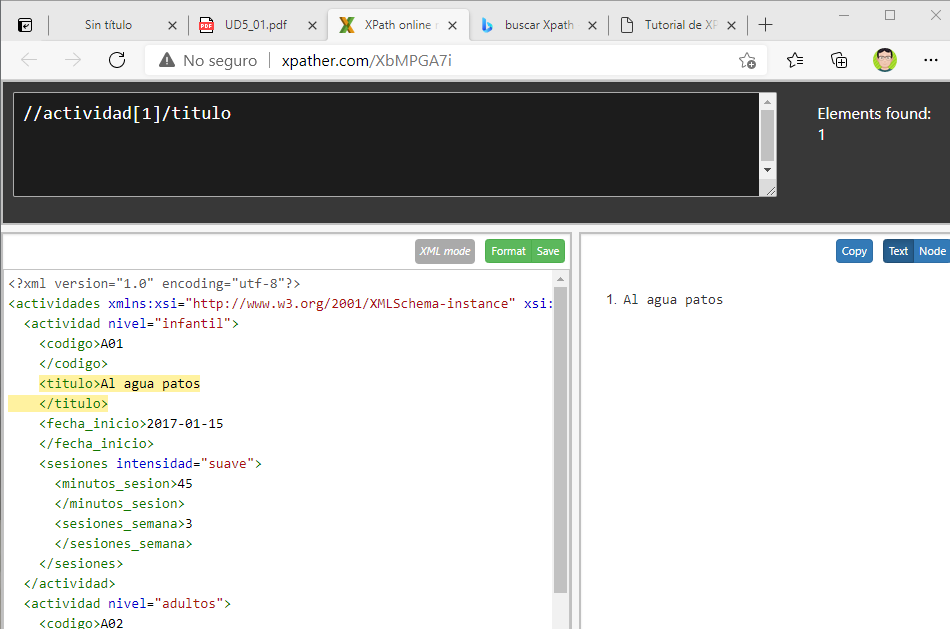 Sin título
UD5_01.pdf
XPath online
buscar Xpath
Tutorial de XP
No seguro
xpather.com/XbMPGA7i
//actividad[1]/titulo
Elements found:
1
XML mode
Format
Save
Copy
Text
Node
<?xml version="1.0" encoding="utf-8"?>
<actividades xmlns:xsi="http://www.w3.org/2001/XMLSchema-instance" xsi:
<actividad nivel="infantil">
<codigo>A01
</codigo>
<titulo>Al agua patos
</titulo>
<fecha_inicio>2017-01-15
</fecha_inicio>
<sesiones intensidad="suave">
<minutos_sesion>45
</minutos_sesion>
<sesiones_semana>3
</sesiones_semana>
</sesiones>
</actividad>
<actividad nivel="adultos">
<codigo>A02
1. Al agua patos